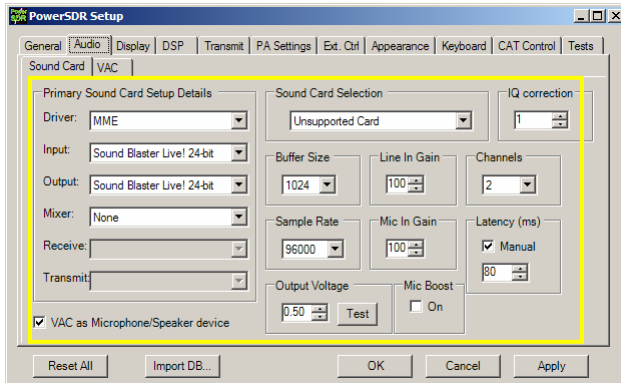 PowerSDR Setup
General Audio Display DSP Transmit PA Settings Ext. Ctrl Appearance Keyboard CAT Control Tests
Sound Card VAC
Primary Sound Card Setup Details
Driver: MME
Input: Sound Blaster Live! 24-bit
Output: Sound Blaster Live! 24-bit
Mixer: None
Receive:
Transmit:
VAC as Microphone/Speaker device
Sound Card Selection
Unsupported Card
IQ correction
1
Buffer Size
1024
Line In Gain
100
Channels
2
Sample Rate
96000
Mic In Gain
100
Latency (ms)
Manual
80
Output Voltage
0.50 Test
Mic Boost
On
Reset All Import DB... OK Cancel Apply